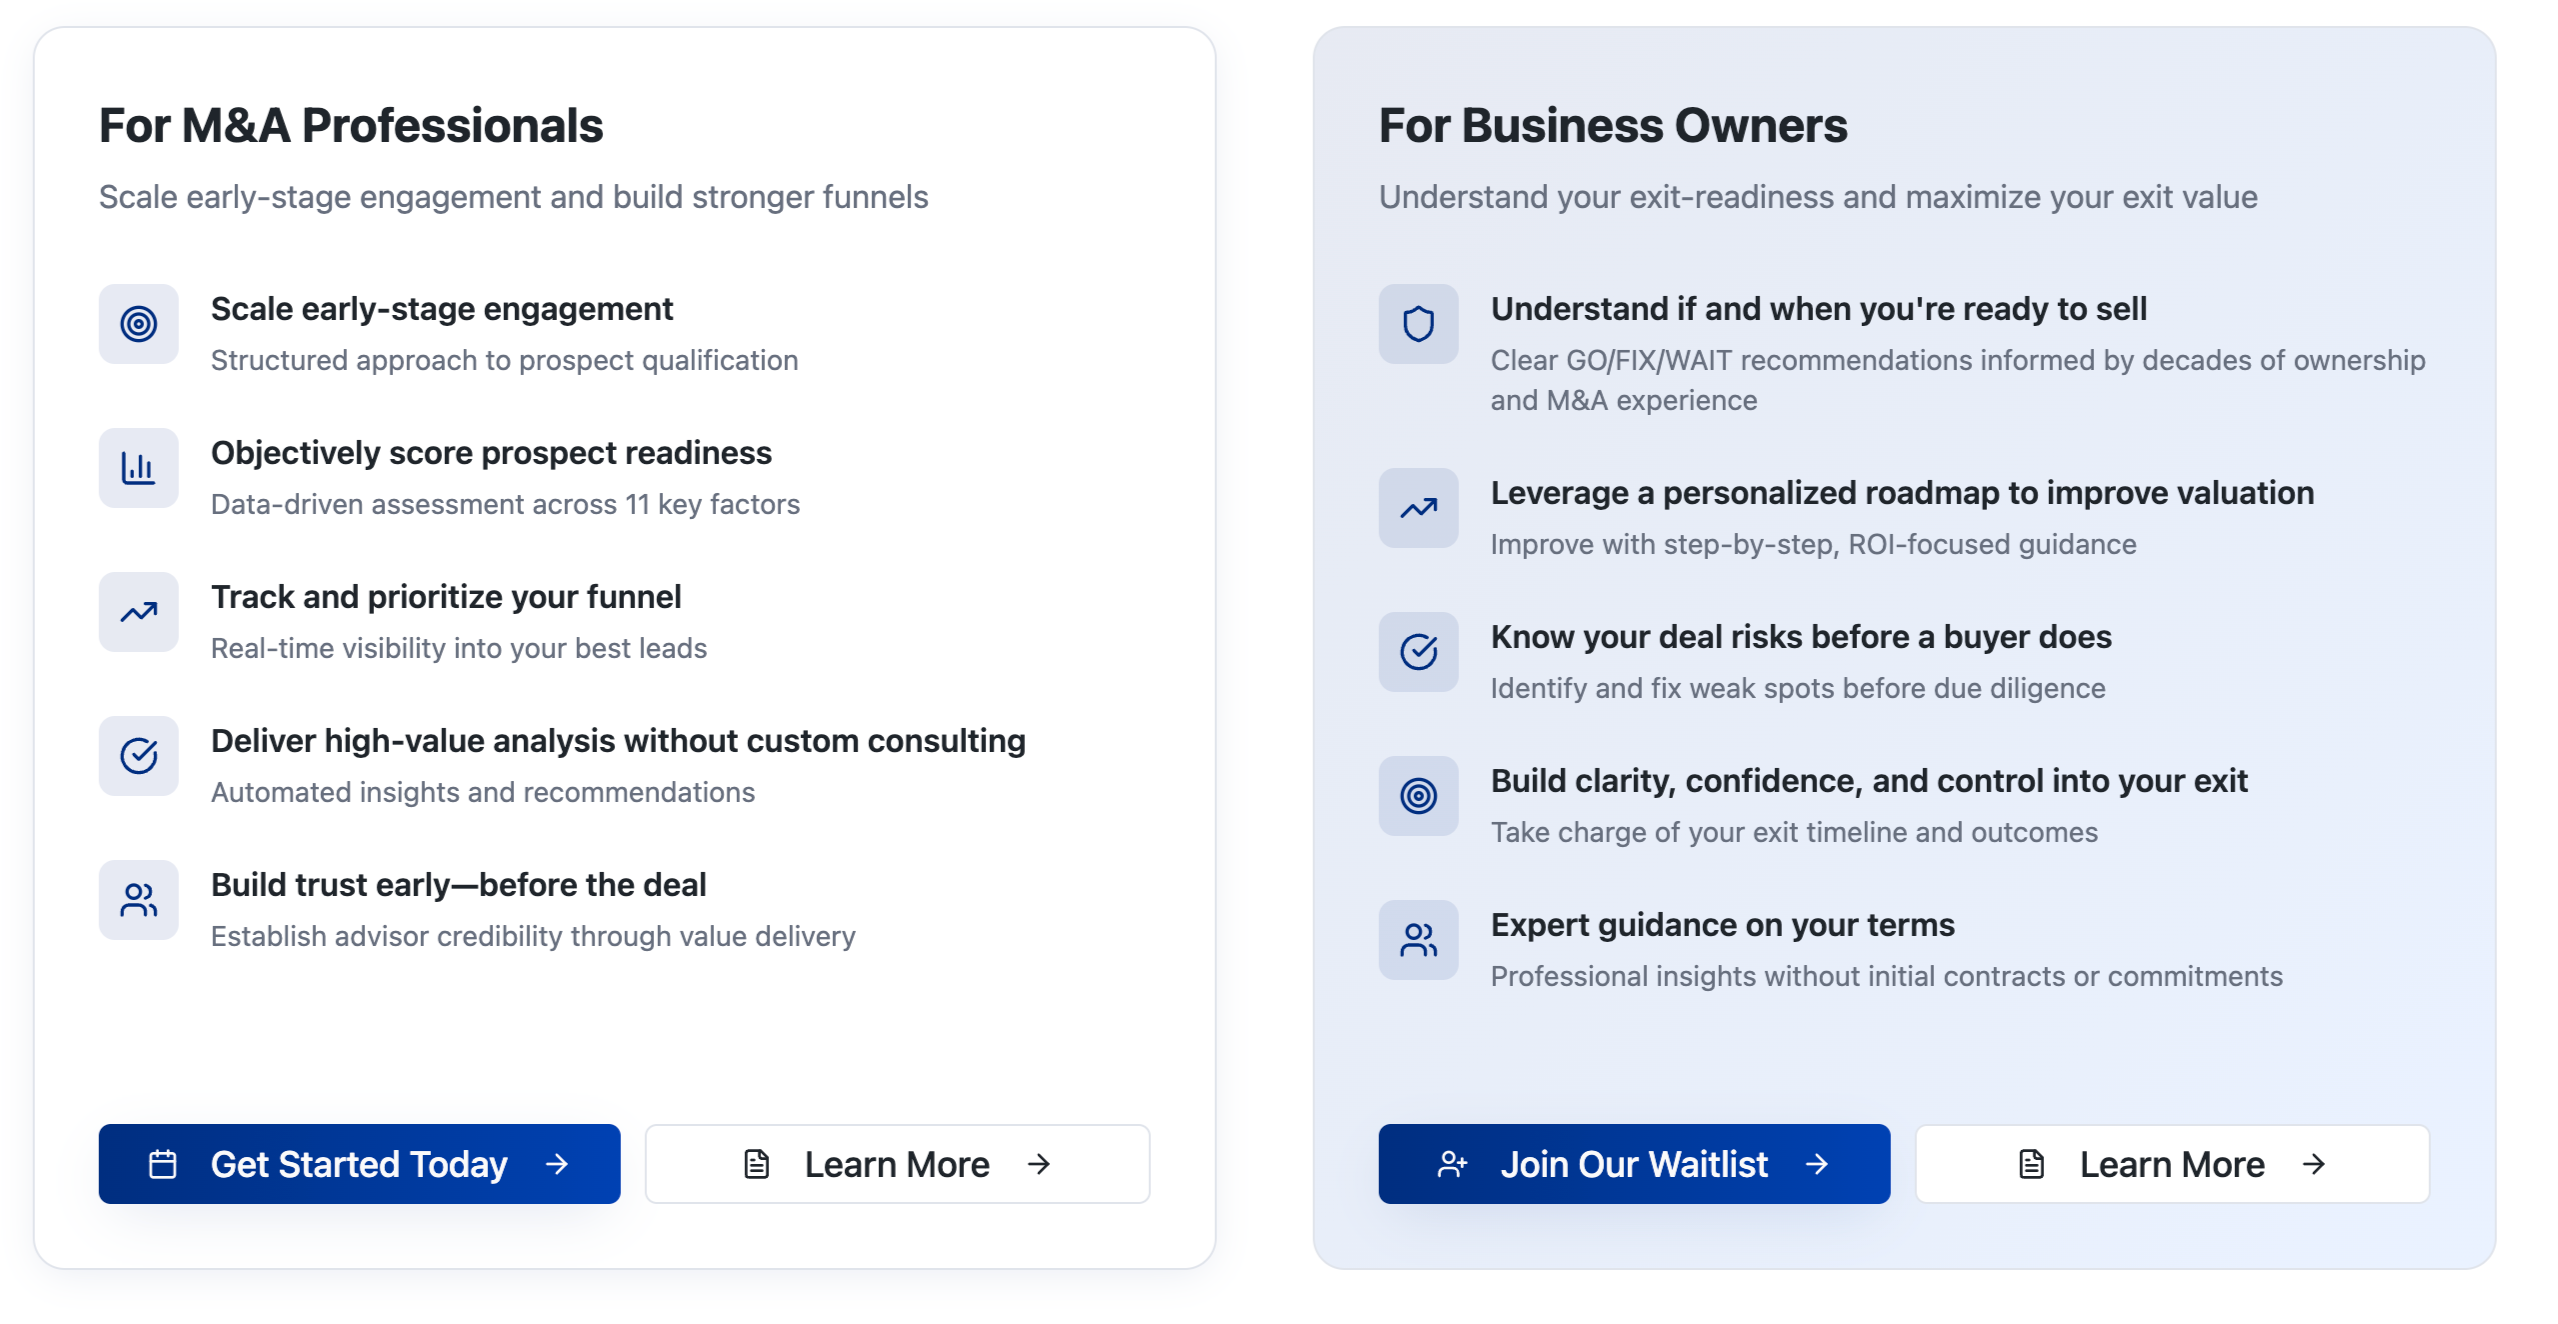 For M&A Professionals
Scale early-stage engagement and build stronger funnels
Scale early-stage engagement
Structured approach to prospect qualification
Objectively score prospect readiness
Data-driven assessment across 11 key factors
Track and prioritize your funnel
Real-time visibility into your best leads
Deliver high-value analysis without custom consulting
Automated insights and recommendations
Build trust early—before the deal
Establish advisor credibility through value delivery
Get Started Today
Learn More
For Business Owners
Understand your exit-readiness and maximize your exit value
Understand if and when you're ready to sell
Clear GO/FIX/WAIT recommendations informed by decades of ownership
and M&A experience
Leverage a personalized roadmap to improve valuation
Improve with step-by-step, ROI-focused guidance
Know your deal risks before a buyer does
Identify and fix weak spots before due diligence
Build clarity, confidence, and control into your exit
Take charge of your exit timeline and outcomes
Expert guidance on your terms
Professional insights without initial contracts or commitments
Join Our Waitlist
Learn More